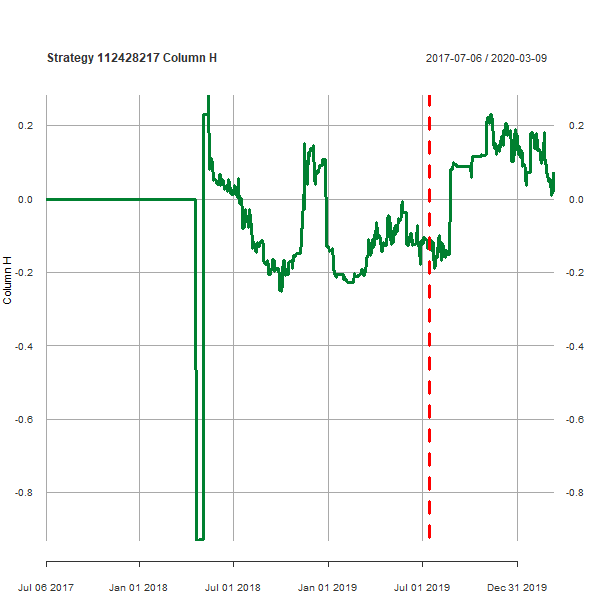 Strategy 112428217 Column H
2017-07-06 / 2020-03-09
0.2 0.2
0.0 0.0
-0.2 -0.2
-0.4 -0.4
-0.6 -0.6
-0.8 -0.8
Column H
Jul 06 2017 Jan 01 2018 Jul 01 2018 Jan 01 2019 Jul 01 2019 Dec 31 2019